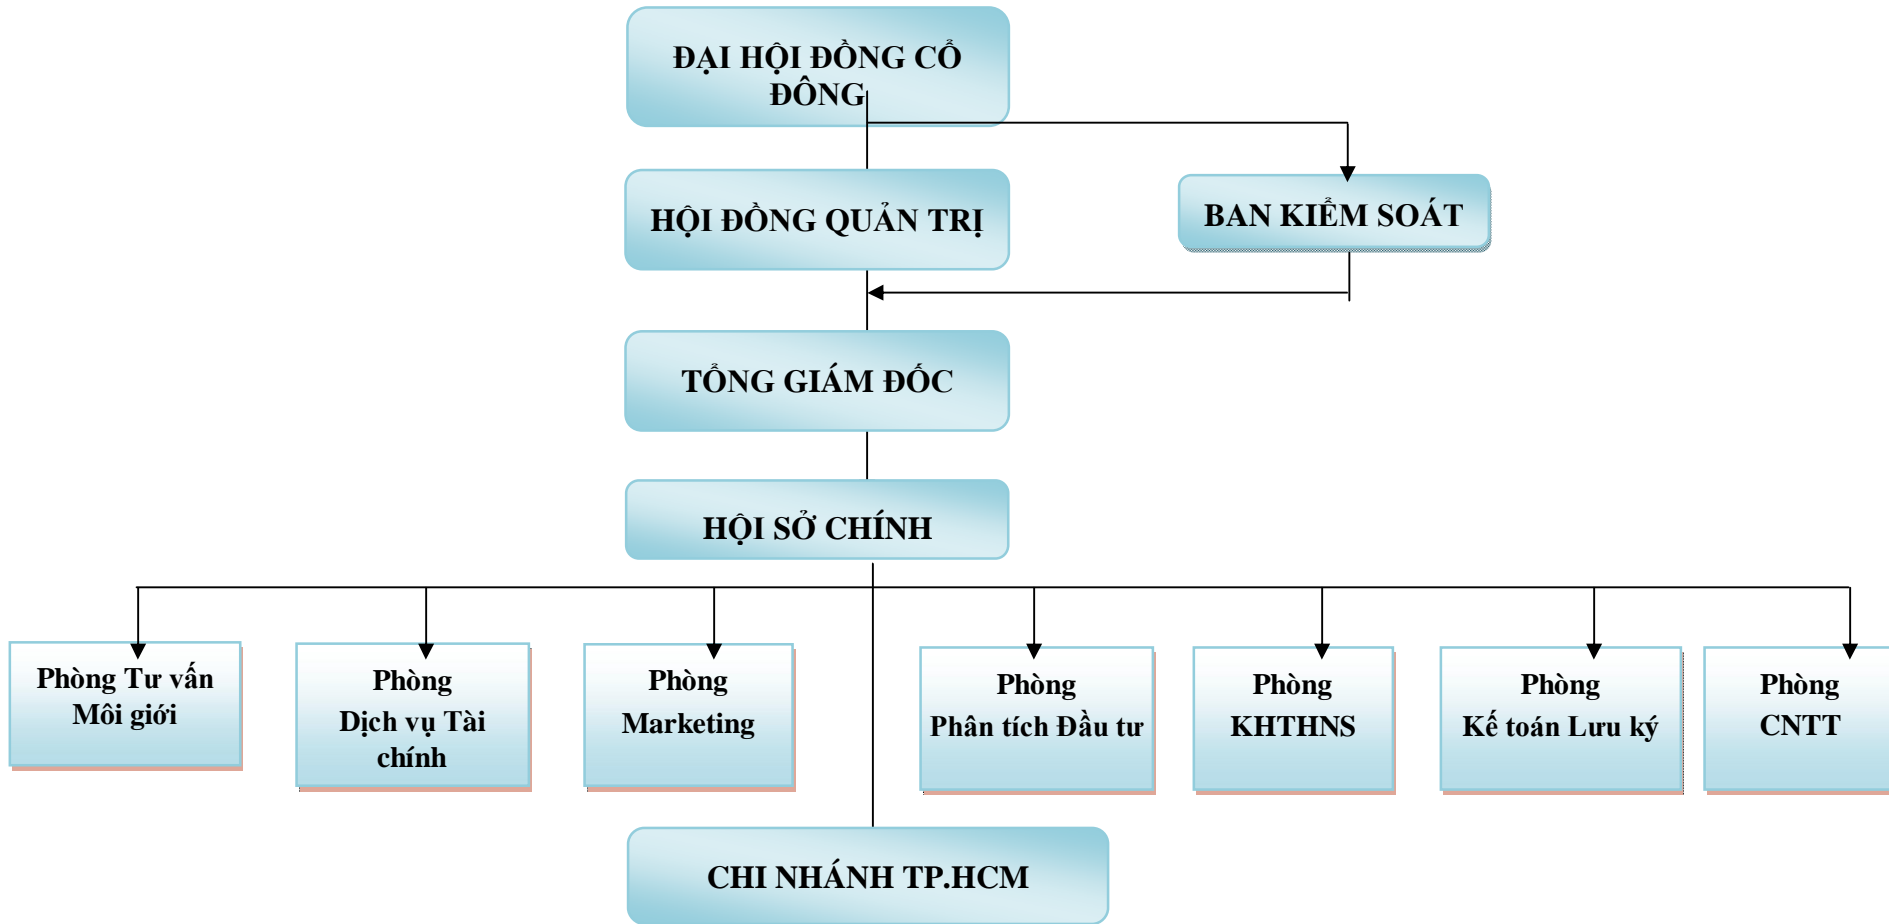 ĐẠI HỘI ĐỒNG CỔ
ĐÔNG
HỘI ĐỒNG QUẢN TRỊ
BAN KIỂM SOÁT
TỔNG GIÁM ĐỐC
HỘI SỞ CHÍNH
Phòng Tư vấn
Môi giới
Phòng
Dịch vụ Tài
chính
Phòng
Marketing
Phòng
Phân tích Đầu tư
Phòng
KHTHNS
Phòng
Kế toán Lưu ký
Phòng
CNTT
CHI NHÁNH TP.HCM